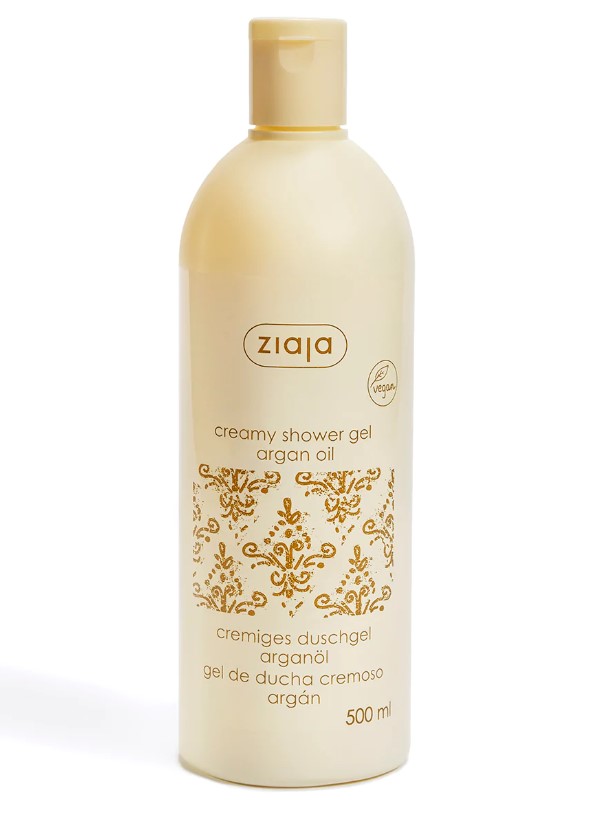 ziaja
vegan
creamy shower gel
argan oil
cremiges duschgel
arganöl
gel de ducha cremoso
argán
500 ml